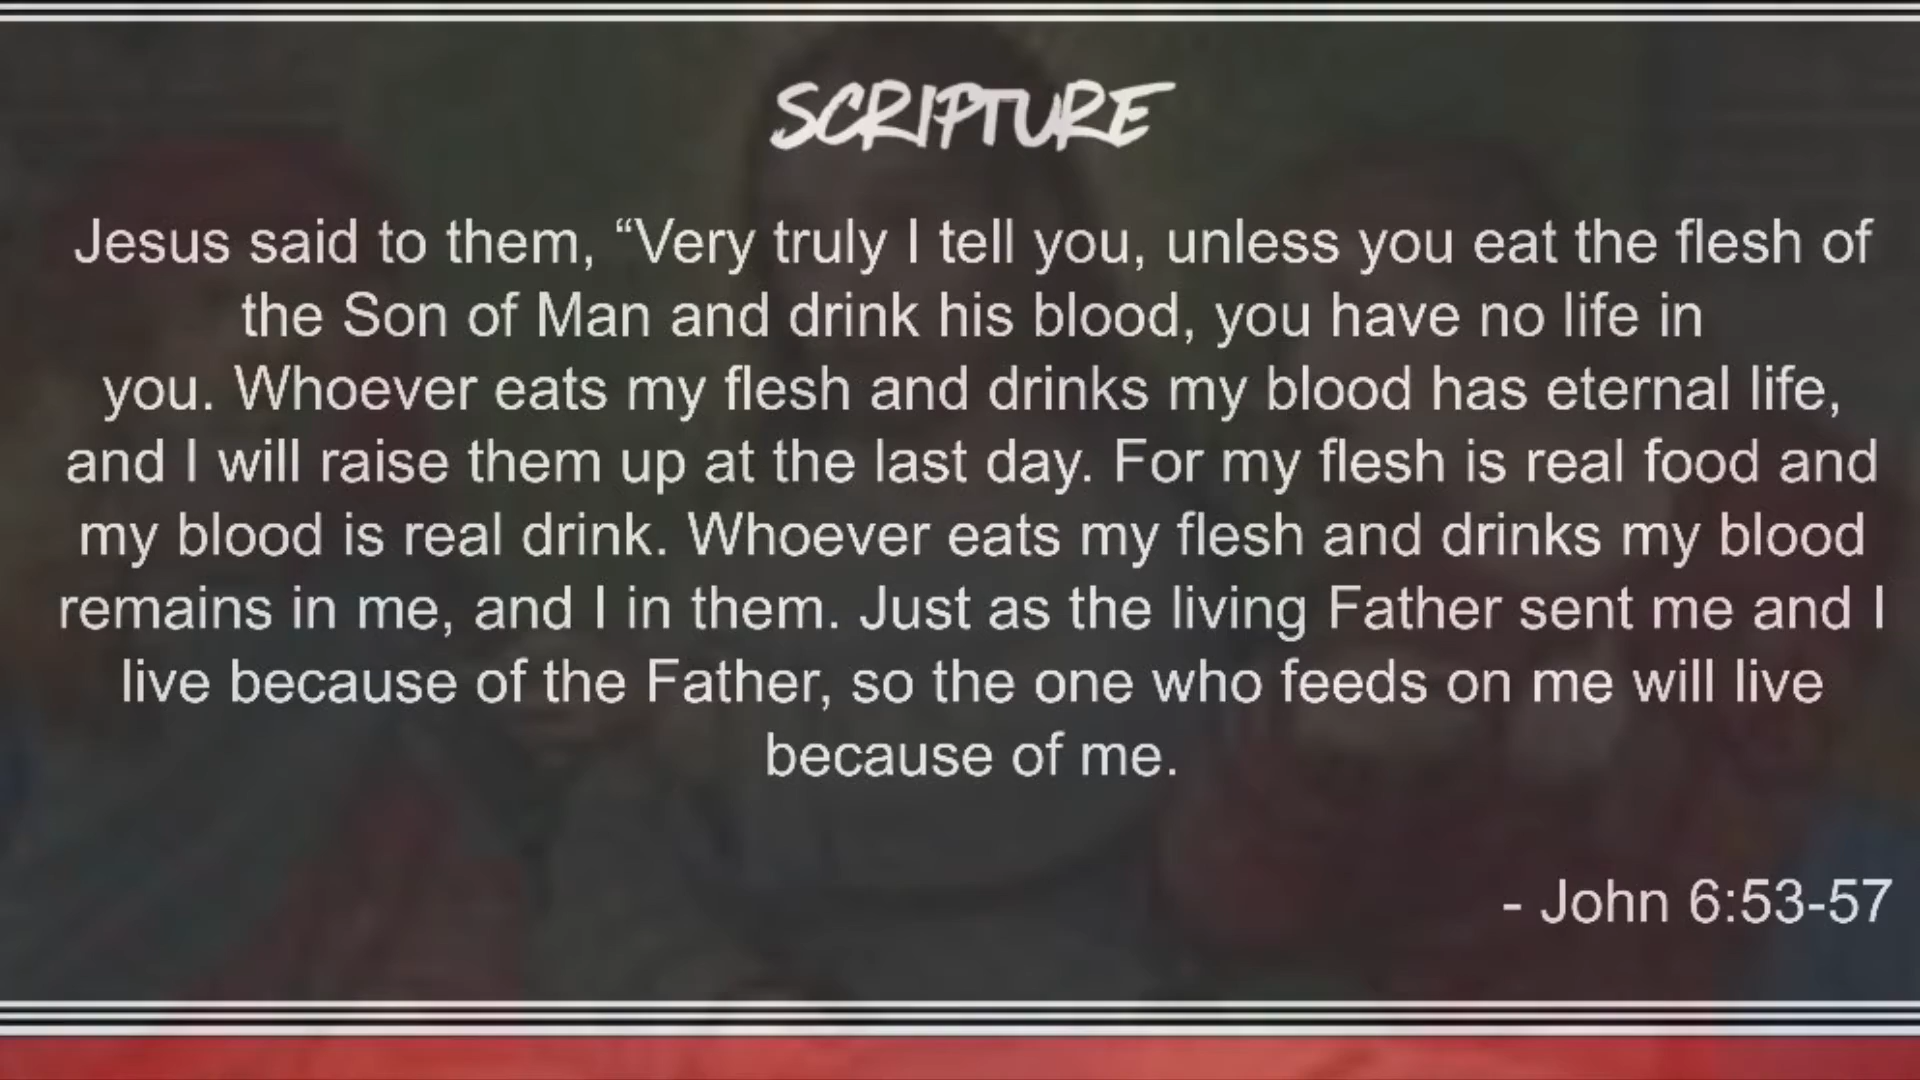 SCRIPTURE
Jesus said to them, “Very truly I tell you, unless you eat the flesh of
the Son of Man and drink his blood, you have no life in
you. Whoever eats my flesh and drinks my blood has eternal life,
and I will raise them up at the last day. For my flesh is real food and
my blood is real drink. Whoever eats my flesh and drinks my blood
remains in me, and I in them. Just as the living Father sent me and I
live because of the Father, so the one who feeds on me will live
because of me.
- John 6:53-57